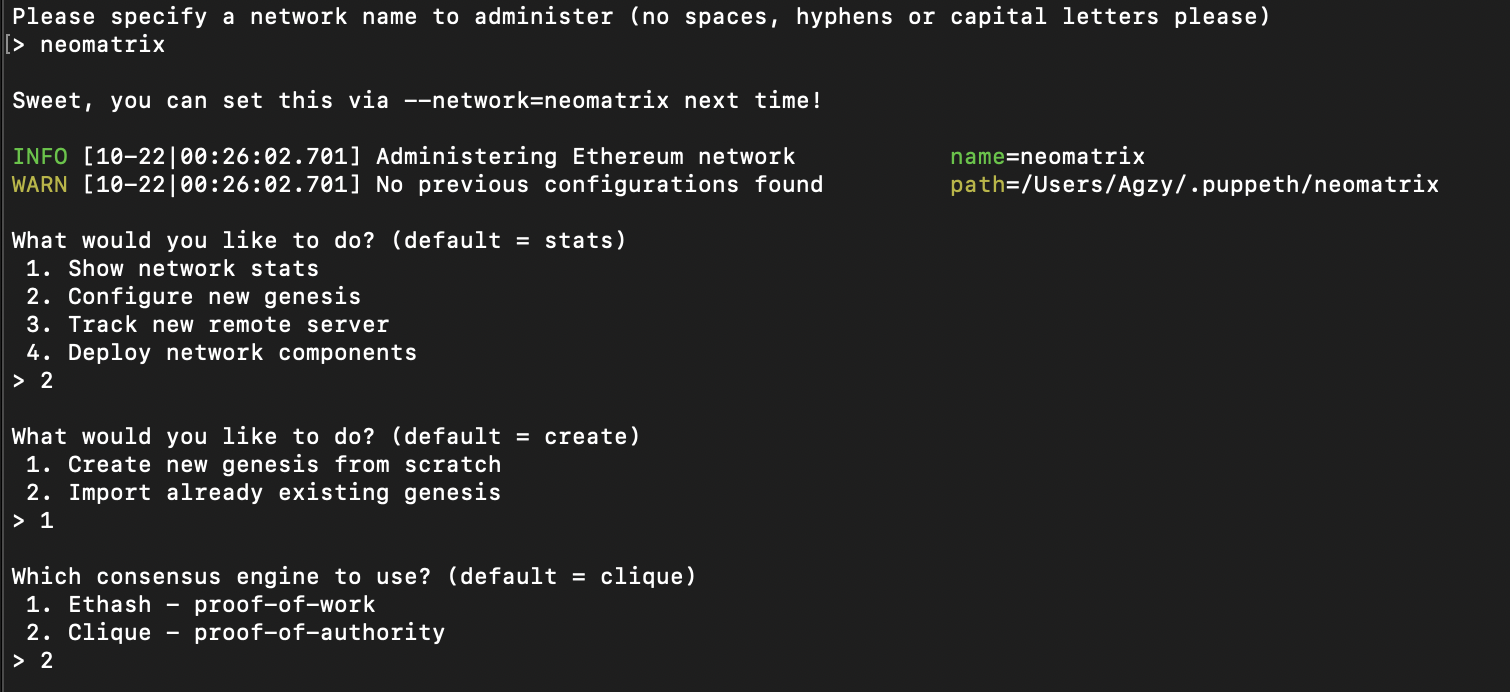 Please specify a network name to administer (no spaces, hyphens or capital letters please)
[> neomatrix
Sweet, you can set this via --network=neomatrix next time!
INFO [10-22|00:26:02.701] Administering Ethereum network name=neomatrix
WARN [10-22|00:26:02.701] No previous configurations found path=/Users/Agzy/.puppeth/neomatrix
What would you like to do? (default = stats)
1. Show network stats
2. Configure new genesis
3. Track new remote server
4. Deploy network components
> 2
What would you like to do? (default = create)
1. Create new genesis from scratch
2. Import already existing genesis
> 1
Which consensus engine to use? (default = clique)
1. Ethash - proof-of-work
2. Clique - proof-of-authority
> 2